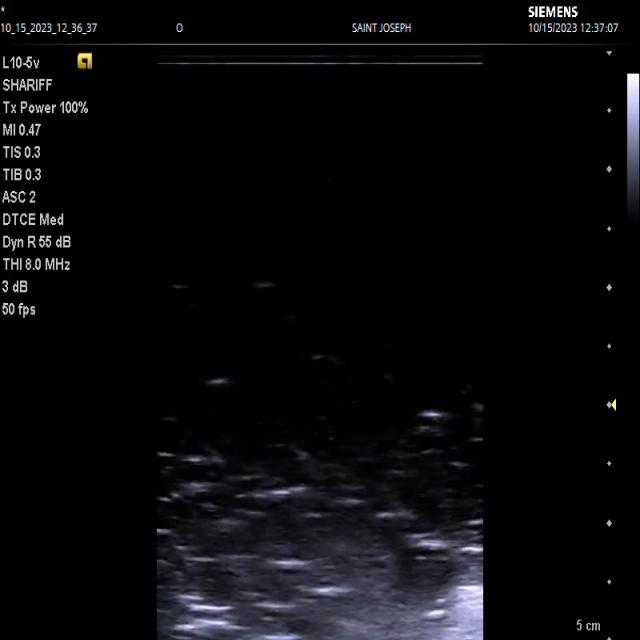 *
SIEMENS
10_15_2023_12_36_37 O SAINT JOSEPH 10/15/2023 12:37:07
L10-5v
SHARIFF
Tx Power 100%
MI 0.47
TIS 0.3
TIB 0.3
ASC 2
DTCE Med
Dyn R 55 dB
THI 8.0 MHz
3 dB
50 fps
5 cm